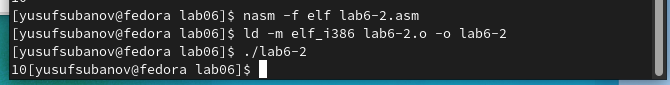 [yusufsubanov@fedora lab06]$ nasm -f elf lab6-2.asm
[yusufsubanov@fedora lab06]$ ld -m elf_i386 lab6-2.o -o lab6-2
[yusufsubanov@fedora lab06]$ ./lab6-2
10[yusufsubanov@fedora lab06]$